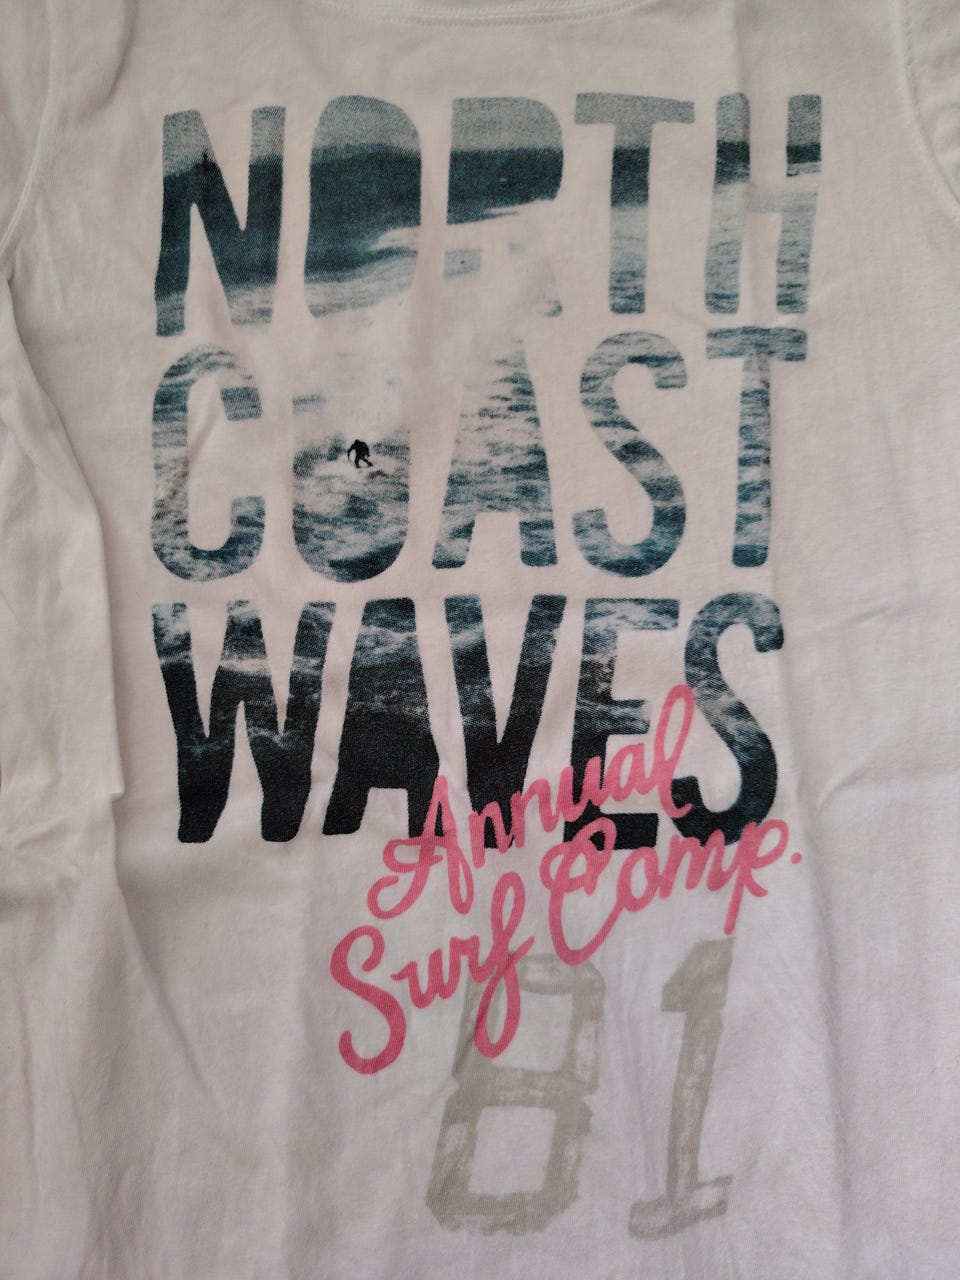 NORTH
COAST
WAVES
Annual
Surf Comp.
81